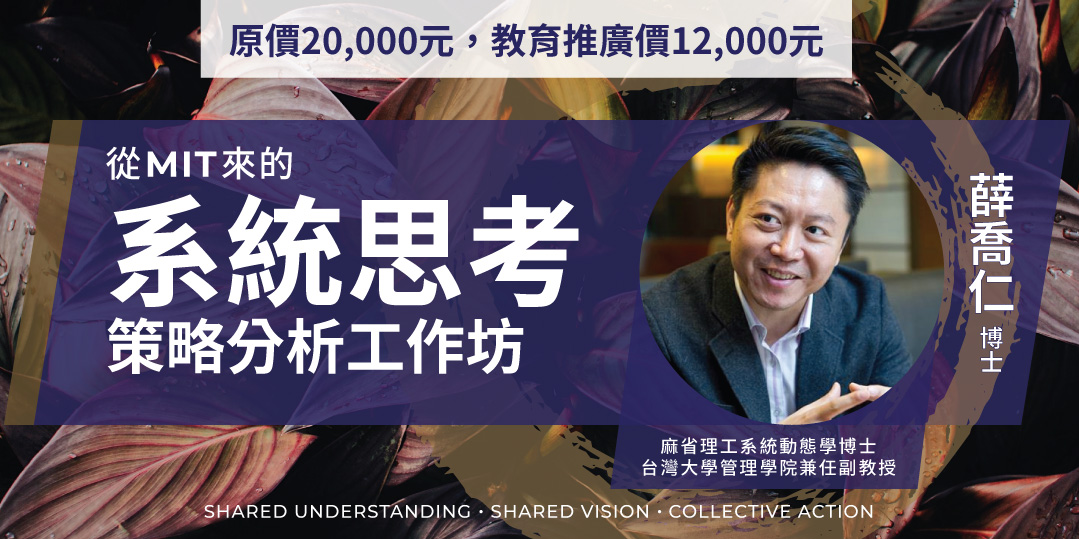 原價20,000元，教育推廣價12,000元
從MIT來的
系統思考
策略分析工作坊
薛喬仁 博士
麻省理工系統動態學博士
台灣大學管理學院兼任副教授
SHARED UNDERSTANDING · SHARED VISION · COLLECTIVE ACTION